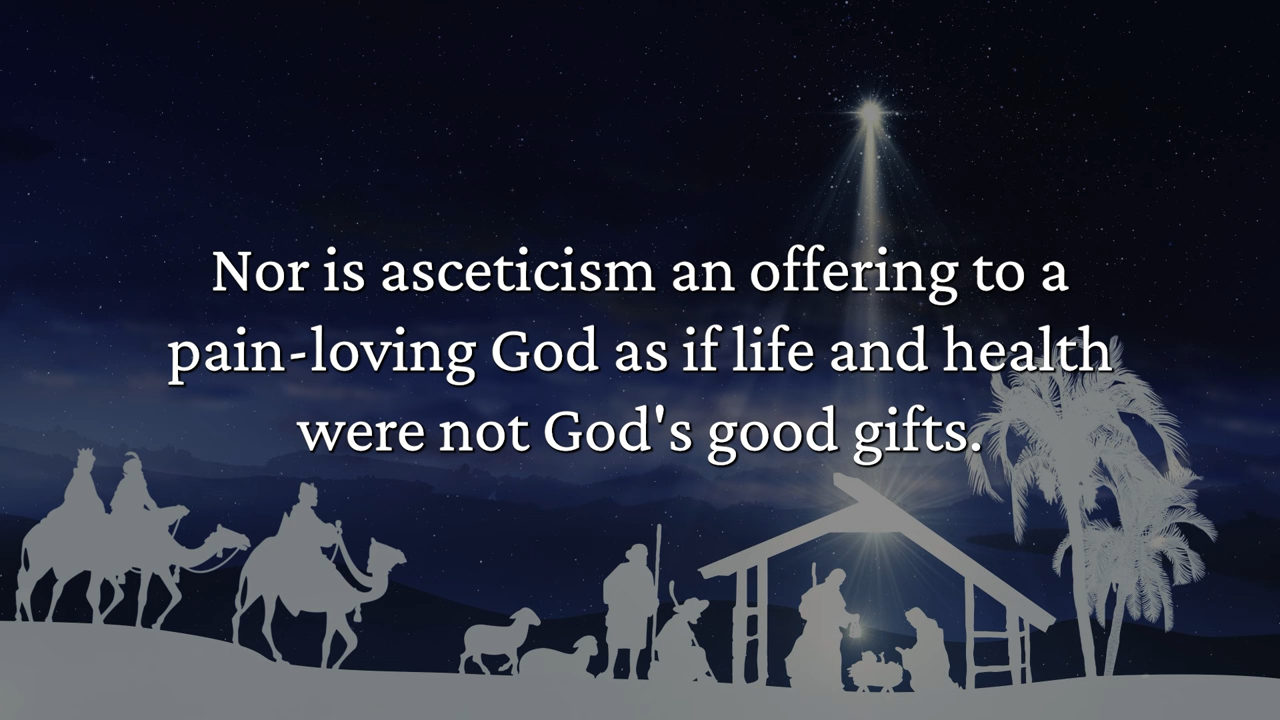 Nor is asceticism an offering to a
pain-loving God as if life and health
were not God's good gifts.